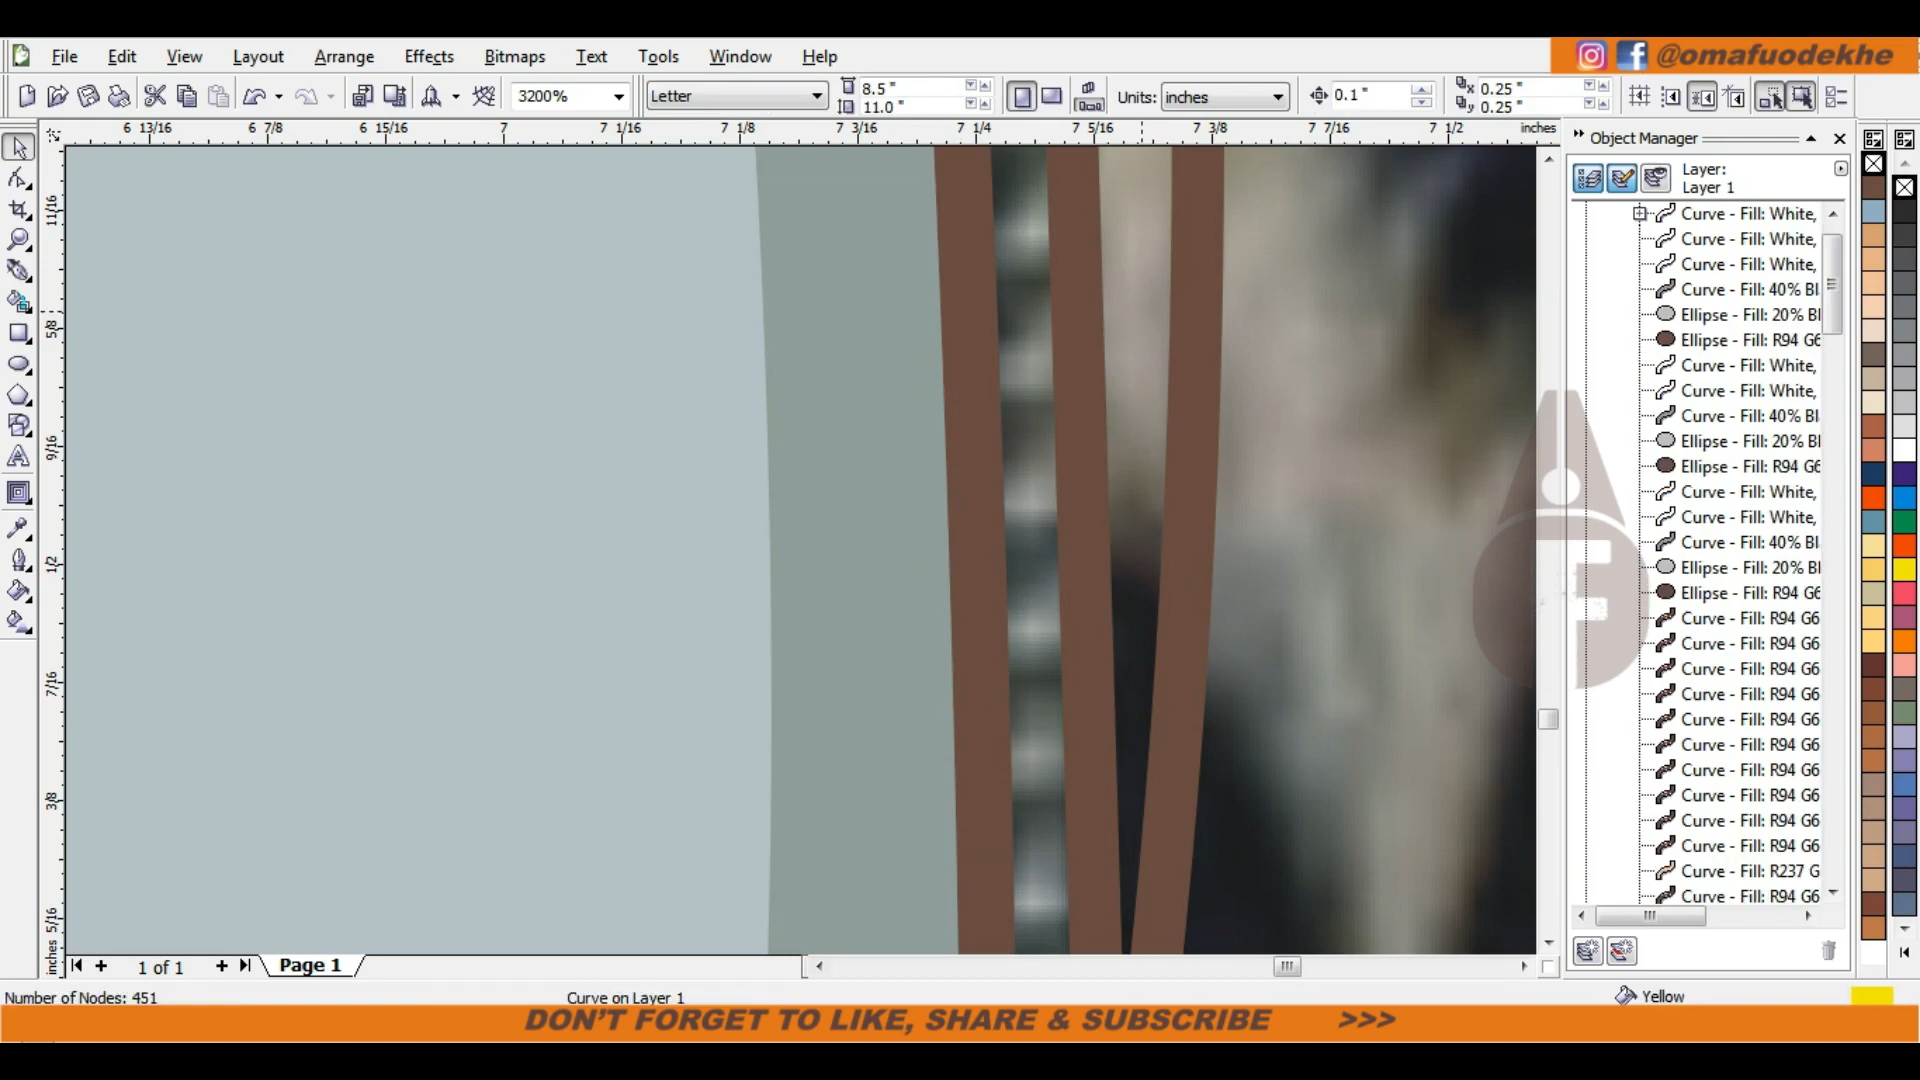 File Edit View Layout Arrange Effects Bitmaps Text Tools Window Help
@omafuodekhe
3200% Letter 8.5 " 11.0 " Units: inches 0.1 " x 0.25 " y 0.25 "
6 13/16 6 7/8 6 15/16 7 7 1/16 7 1/8 7 3/16 7 1/4 7 5/16 7 3/8 7 7/16 7 1/2 inches
Object Manager
Layer:
Layer 1
11/16
5/8
9/16
1/2
7/16
3/8
5/16
inches
Curve - Fill: White,
Curve - Fill: White,
Curve - Fill: White,
Curve - Fill: 40% Bl
Ellipse - Fill: 20% Bl
Ellipse - Fill: R94 G6
Curve - Fill: White,
Curve - Fill: White,
Curve - Fill: 40% Bl
Ellipse - Fill: 20% Bl
Ellipse - Fill: R94 G6
Curve - Fill: White,
Curve - Fill: White,
Curve - Fill: 40% Bl
Ellipse - Fill: 20% Bl
Ellipse - Fill: R94 G6
Curve - Fill: R94 G6
Curve - Fill: R94 G6
Curve - Fill: R94 G6
Curve - Fill: R94 G6
Curve - Fill: R94 G6
Curve - Fill: R94 G6
Curve - Fill: R94 G6
Curve - Fill: R94 G6
Curve - Fill: R94 G6
Curve - Fill: R94 G6
Curve - Fill: R237 G
Curve - Fill: R94 G6
1 of 1 Page 1
Number of Nodes: 451 Curve on Layer 1 Yellow
DON'T FORGET TO LIKE, SHARE & SUBSCRIBE >>>